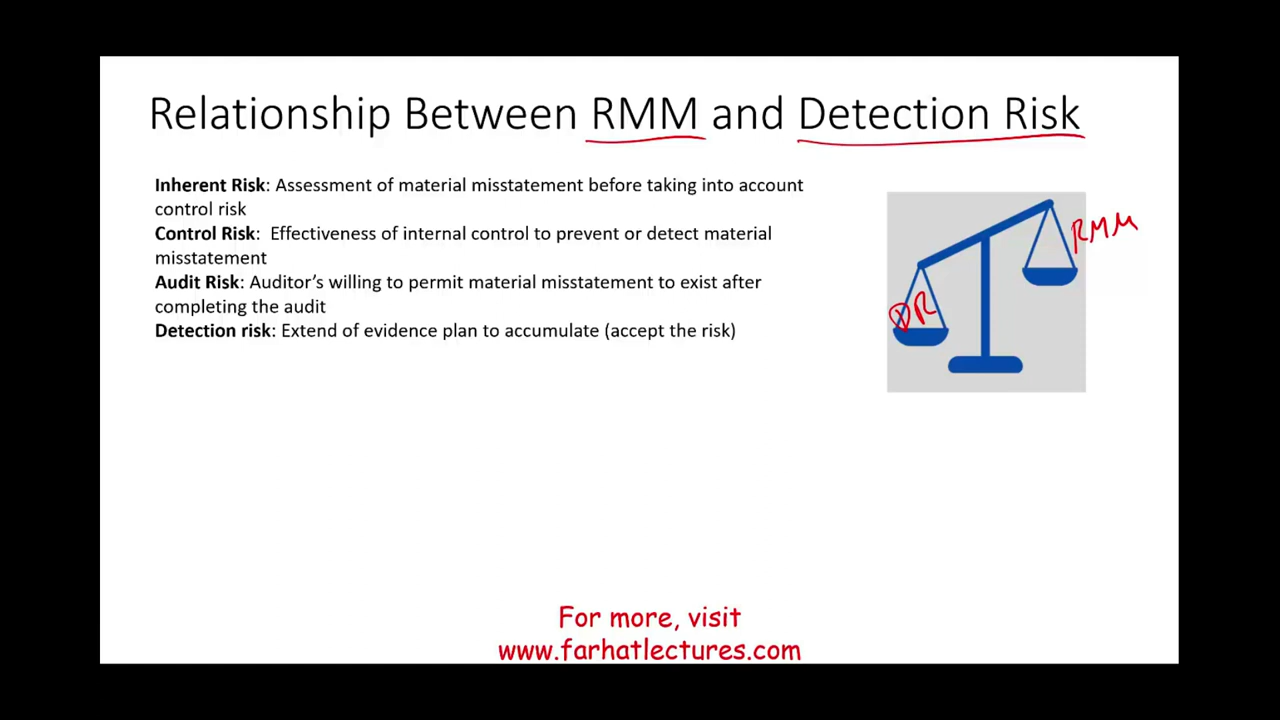 Relationship Between RMM and Detection Risk
Inherent Risk: Assessment of material misstatement before taking into account
control risk
Control Risk:  Effectiveness of internal control to prevent or detect material
misstatement
Audit Risk: Auditor's willing to permit material misstatement to exist after
completing the audit
Detection risk: Extend of evidence plan to accumulate (accept the risk)
RMM
DR
For more, visit
www.farhatlectures.com